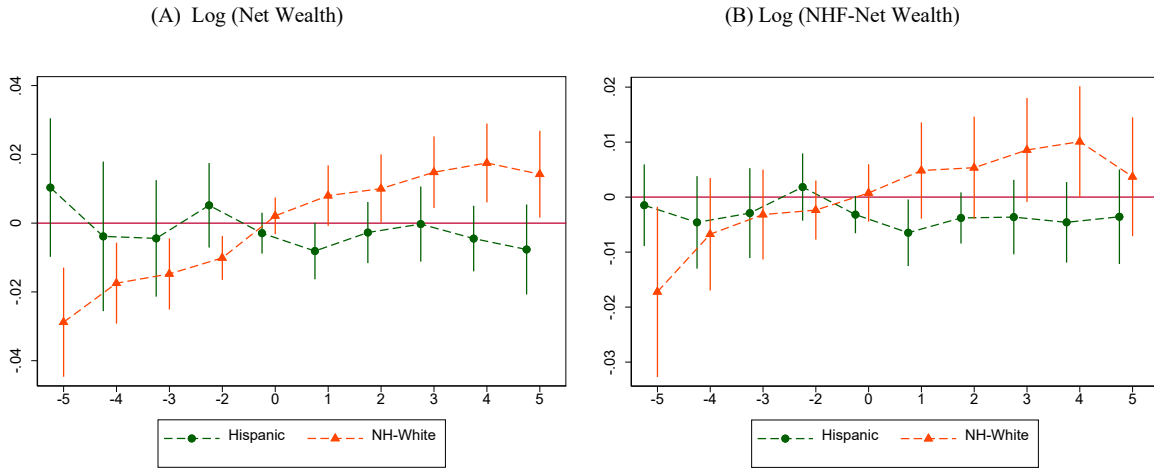 (A) Log (Net Wealth)
(B) Log (NHF-Net Wealth)
.04
.02
0
-.02
-.04
-5 -4 -3 -2 0 1 2 3 4 5
Hispanic NH-White
.02
.01
0
-.01
-.02
-.03
-5 -4 -3 -2 0 1 2 3 4 5
Hispanic NH-White